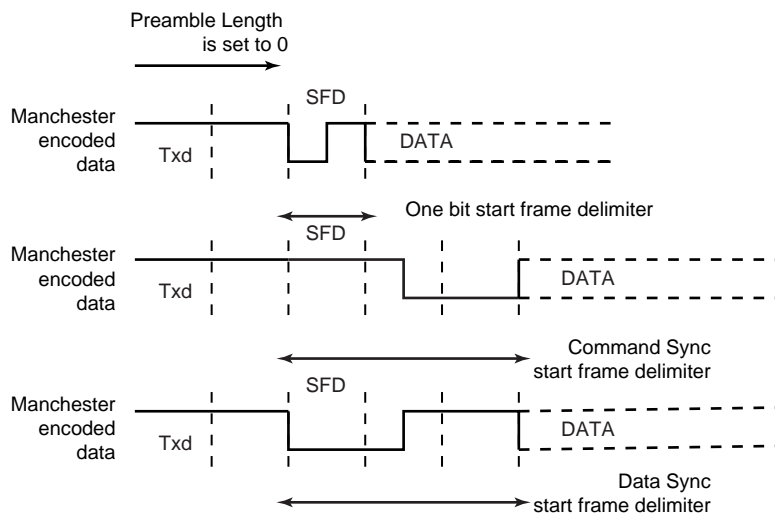 Preamble Length
is set to 0
SFD
Manchester
encoded
data
Txd
DATA
One bit start frame delimiter
SFD
Manchester
encoded
data
Txd
DATA
Command Sync
start frame delimiter
SFD
Manchester
encoded
data
Txd
DATA
Data Sync
start frame delimiter